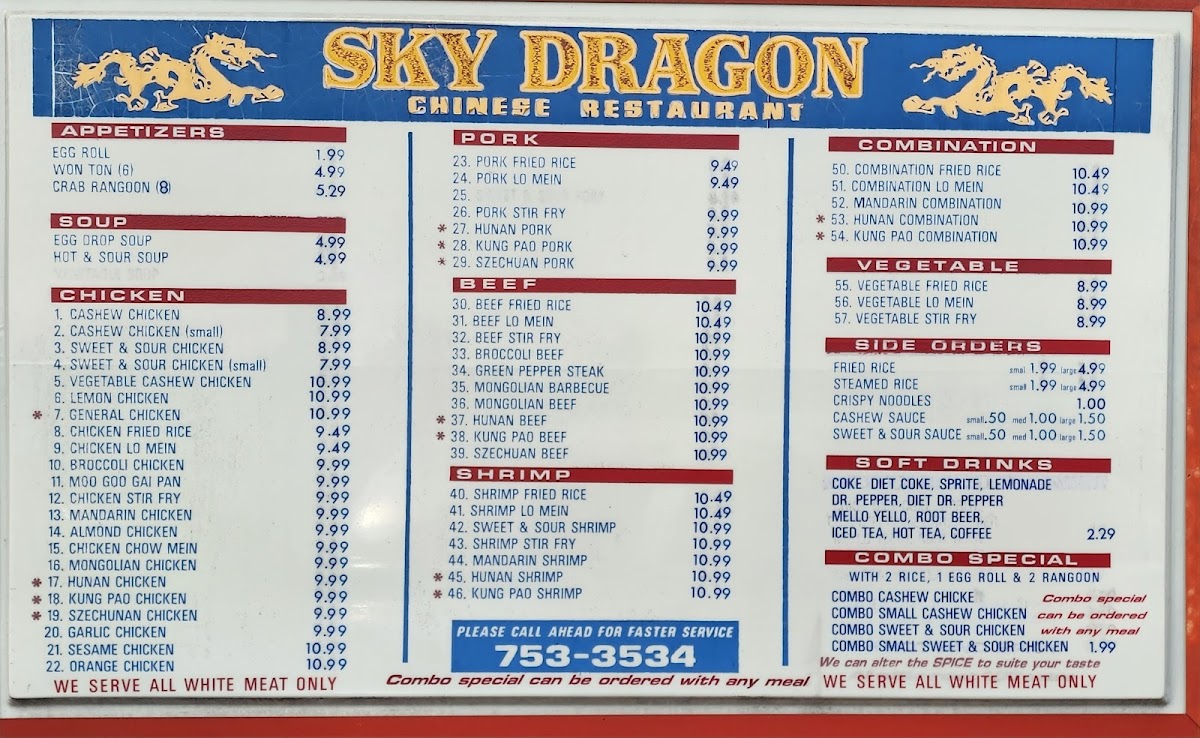 SKY DRAGON
CHINESE RESTAURANT
APPETIZERS
EGG ROLL 1.99
WON TON (6) 4.99
CRAB RANGOON (8) 5.29
SOUP
EGG DROP SOUP 4.99
HOT & SOUR SOUP 4.99
CHICKEN
1. CASHEW CHICKEN 8.99
2. CASHEW CHICKEN (small) 7.99
3. SWEET & SOUR CHICKEN 8.99
4. SWEET & SOUR CHICKEN (small) 7.99
5. VEGETABLE CASHEW CHICKEN 10.99
6. LEMON CHICKEN 10.99
* 7. GENERAL CHICKEN 10.99
8. CHICKEN FRIED RICE 9.49
9. CHICKEN LO MEIN 9.49
10. BROCCOLI CHICKEN 9.99
11. MOO GOO GAI PAN 9.99
12. CHICKEN STIR FRY 9.99
13. MANDARIN CHICKEN 9.99
14. ALMOND CHICKEN 9.99
15. CHICKEN CHOW MEIN 9.99
16. MONGOLIAN CHICKEN 9.99
* 17. HUNAN CHICKEN 9.99
* 18. KUNG PAO CHICKEN 9.99
* 19. SZECHUNAN CHICKEN 9.99
20. GARLIC CHICKEN 9.99
21. SESAME CHICKEN 10.99
22. ORANGE CHICKEN 10.99
WE SERVE ALL WHITE MEAT ONLY
PORK
23. PORK FRIED RICE 9.49
24. PORK LO MEIN 9.49
25.
26. PORK STIR FRY 9.99
* 27. HUNAN PORK 9.99
* 28. KUNG PAO PORK 9.99
* 29. SZECHUAN PORK 9.99
BEEF
30. BEEF FRIED RICE 10.49
31. BEEF LO MEIN 10.49
32. BEEF STIR FRY 10.99
33. BROCCOLI BEEF 10.99
34. GREEN PEPPER STEAK 10.99
35. MONGOLIAN BARBECUE 10.99
36. MONGOLIAN BEEF 10.99
* 37. HUNAN BEEF 10.99
* 38. KUNG PAO BEEF 10.99
39. SZECHUAN BEEF 10.99
SHRIMP
40. SHRIMP FRIED RICE 10.49
41. SHRIMP LO MEIN 10.49
42. SWEET & SOUR SHRIMP 10.99
43. SHRIMP STIR FRY 10.99
44. MANDARIN SHRIMP 10.99
* 45. HUNAN SHRIMP 10.99
* 46. KUNG PAO SHRIMP 10.99
PLEASE CALL AHEAD FOR FASTER SERVICE
753-3534
Combo special can be ordered with any meal
COMBINATION
50. COMBINATION FRIED RICE 10.49
51. COMBINATION LO MEIN 10.49
52. MANDARIN COMBINATION 10.99
* 53. HUNAN COMBINATION 10.99
* 54. KUNG PAO COMBINATION 10.99
VEGETABLE
55. VEGETABLE FRIED RICE 8.99
56. VEGETABLE LO MEIN 8.99
57. VEGETABLE STIR FRY 8.99
SIDE ORDERS
FRIED RICE small 1.99 large 4.99
STEAMED RICE small 1.99 large 4.99
CRISPY NOODLES 1.00
CASHEW SAUCE small .50 med 1.00 large 1.50
SWEET & SOUR SAUCE small .50 med 1.00 large 1.50
SOFT DRINKS
COKE DIET COKE, SPRITE, LEMONADE
DR. PEPPER, DIET DR. PEPPER
MELLO YELLO, ROOT BEER,
ICED TEA, HOT TEA, COFFEE 2.29
COMBO SPECIAL
WITH 2 RICE, 1 EGG ROLL & 2 RANGOON
COMBO CASHEW CHICKE Combo special
COMBO SMALL CASHEW CHICKEN can be ordered
COMBO SWEET & SOUR CHICKEN with any meal
COMBO SMALL SWEET & SOUR CHICKEN 1.99
We can alter the SPICE to suite your taste
WE SERVE ALL WHITE MEAT ONLY